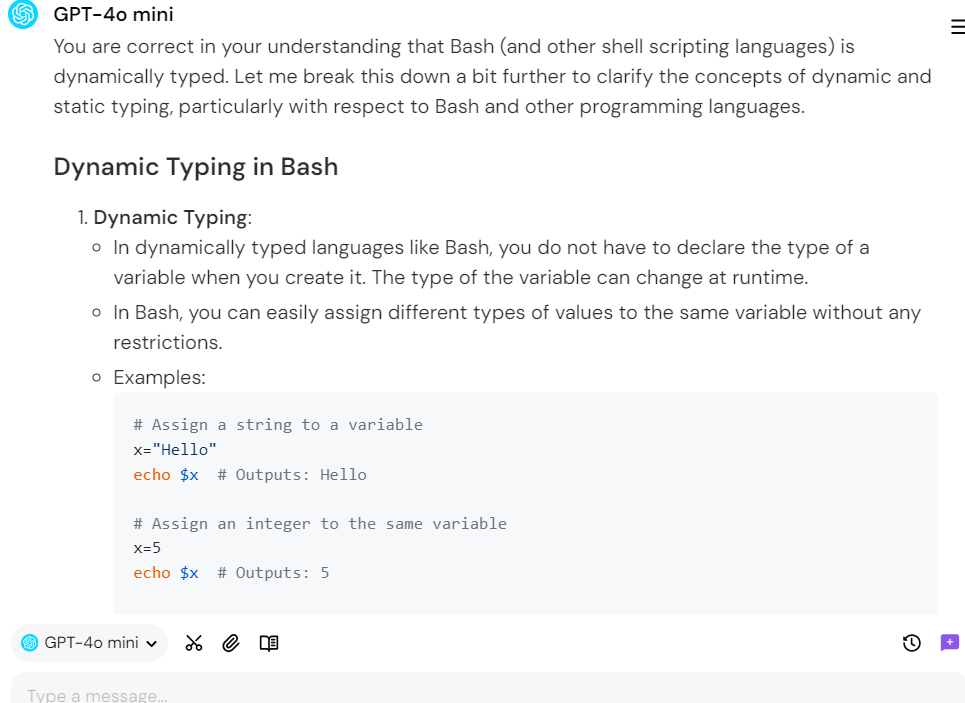 GPT-4o mini
You are correct in your understanding that Bash (and other shell scripting languages) is
dynamically typed. Let me break this down a bit further to clarify the concepts of dynamic and
static typing, particularly with respect to Bash and other programming languages.
Dynamic Typing in Bash
1. Dynamic Typing:
In dynamically typed languages like Bash, you do not have to declare the type of a
variable when you create it. The type of the variable can change at runtime.
In Bash, you can easily assign different types of values to the same variable without any
restrictions.
Examples:
# Assign a string to a variable
x="Hello"
echo $x  # Outputs: Hello
# Assign an integer to the same variable
x=5
echo $x  # Outputs: 5
GPT-4o mini
Type a message...